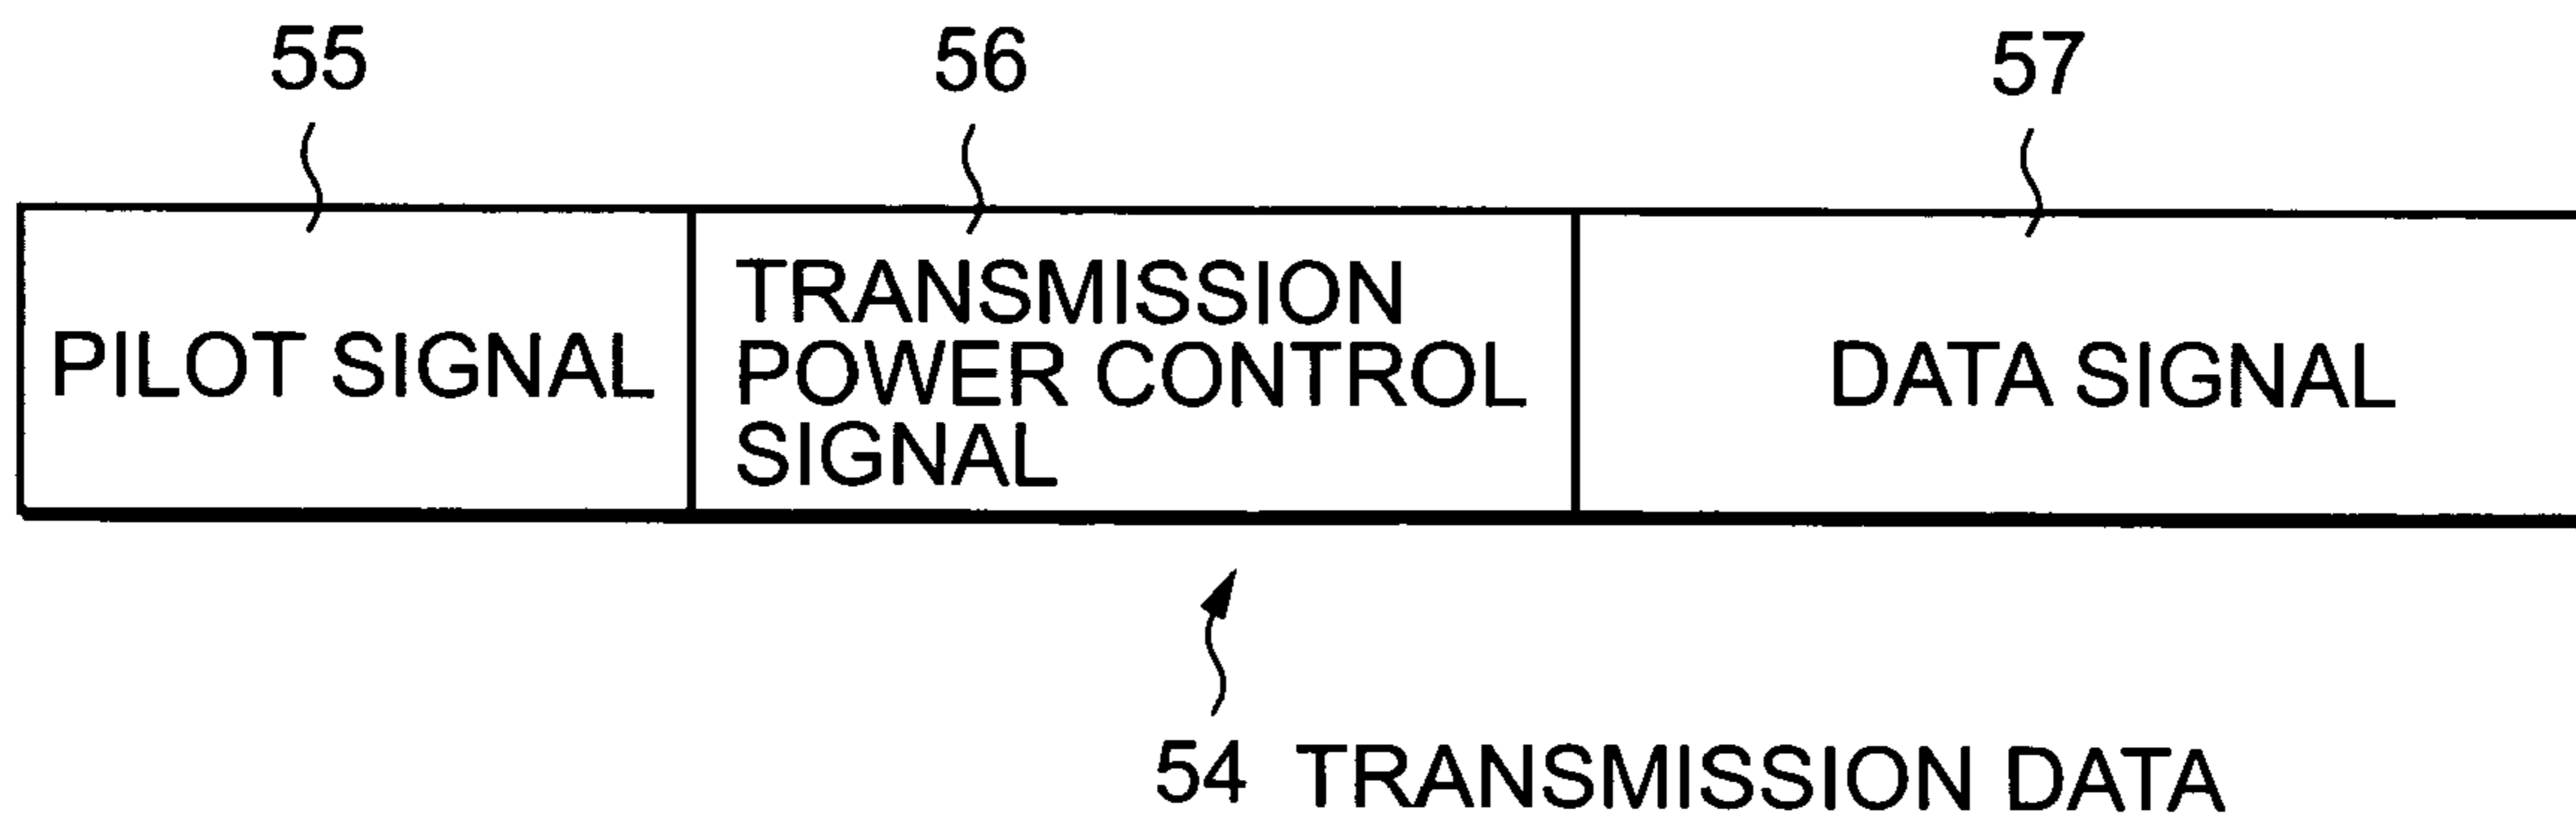 55
56
57
PILOT SIGNAL
TRANSMISSION
POWER CONTROL
SIGNAL
DATA SIGNAL
54 TRANSMISSION DATA